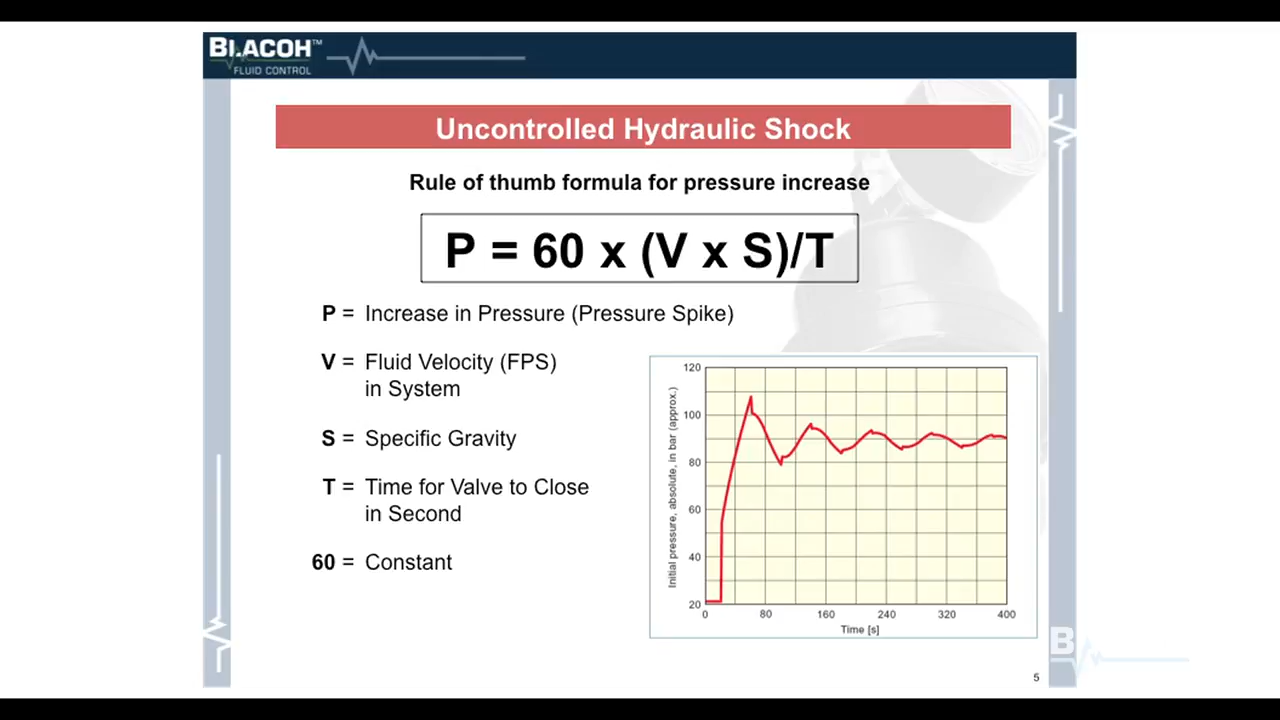 BLACOH™
FLUID CONTROL
Uncontrolled Hydraulic Shock
Rule of thumb formula for pressure increase
P = 60 x (V x S)/T
P = Increase in Pressure (Pressure Spike)
V = Fluid Velocity (FPS)
in System
S = Specific Gravity
T = Time for Valve to Close
in Second
60 = Constant
Initial pressure, absolute, in bar (approx.)
120
100
80
60
40
20
0 80 160 240 320 400
Time [s]
B
5